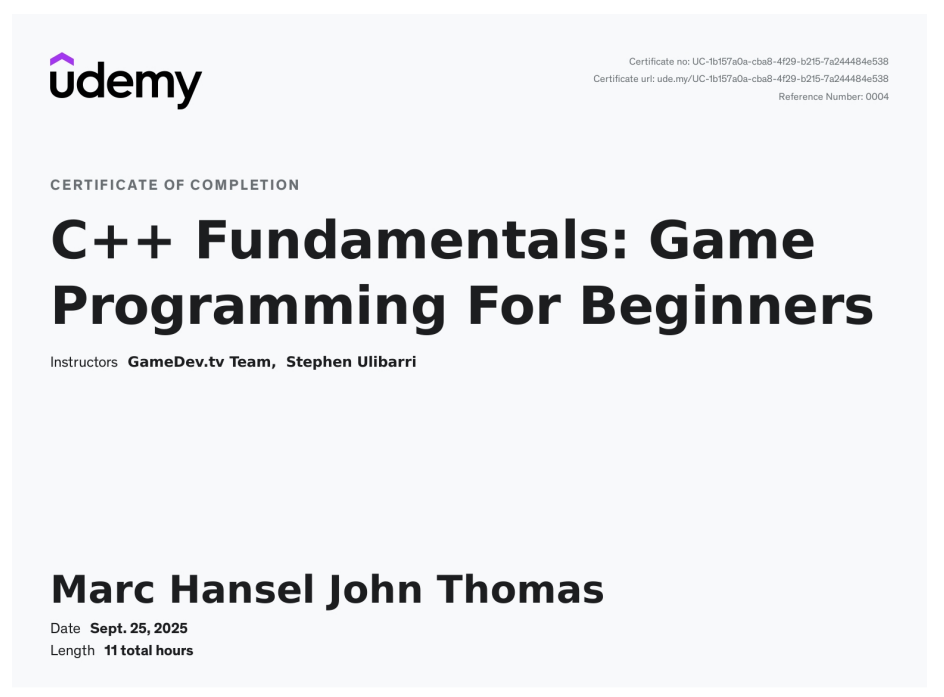 udemy
Certificate no: UC-1b157a0a-cba8-4f29-b215-7a244484e538
Certificate url: ude.my/UC-1b157a0a-cba8-4f29-b215-7a244484e538
Reference Number: 0004
CERTIFICATE OF COMPLETION
C++ Fundamentals: Game
Programming For Beginners
Instructors GameDev.tv Team, Stephen Ulibarri
Marc Hansel John Thomas
Date Sept. 25, 2025
Length 11 total hours